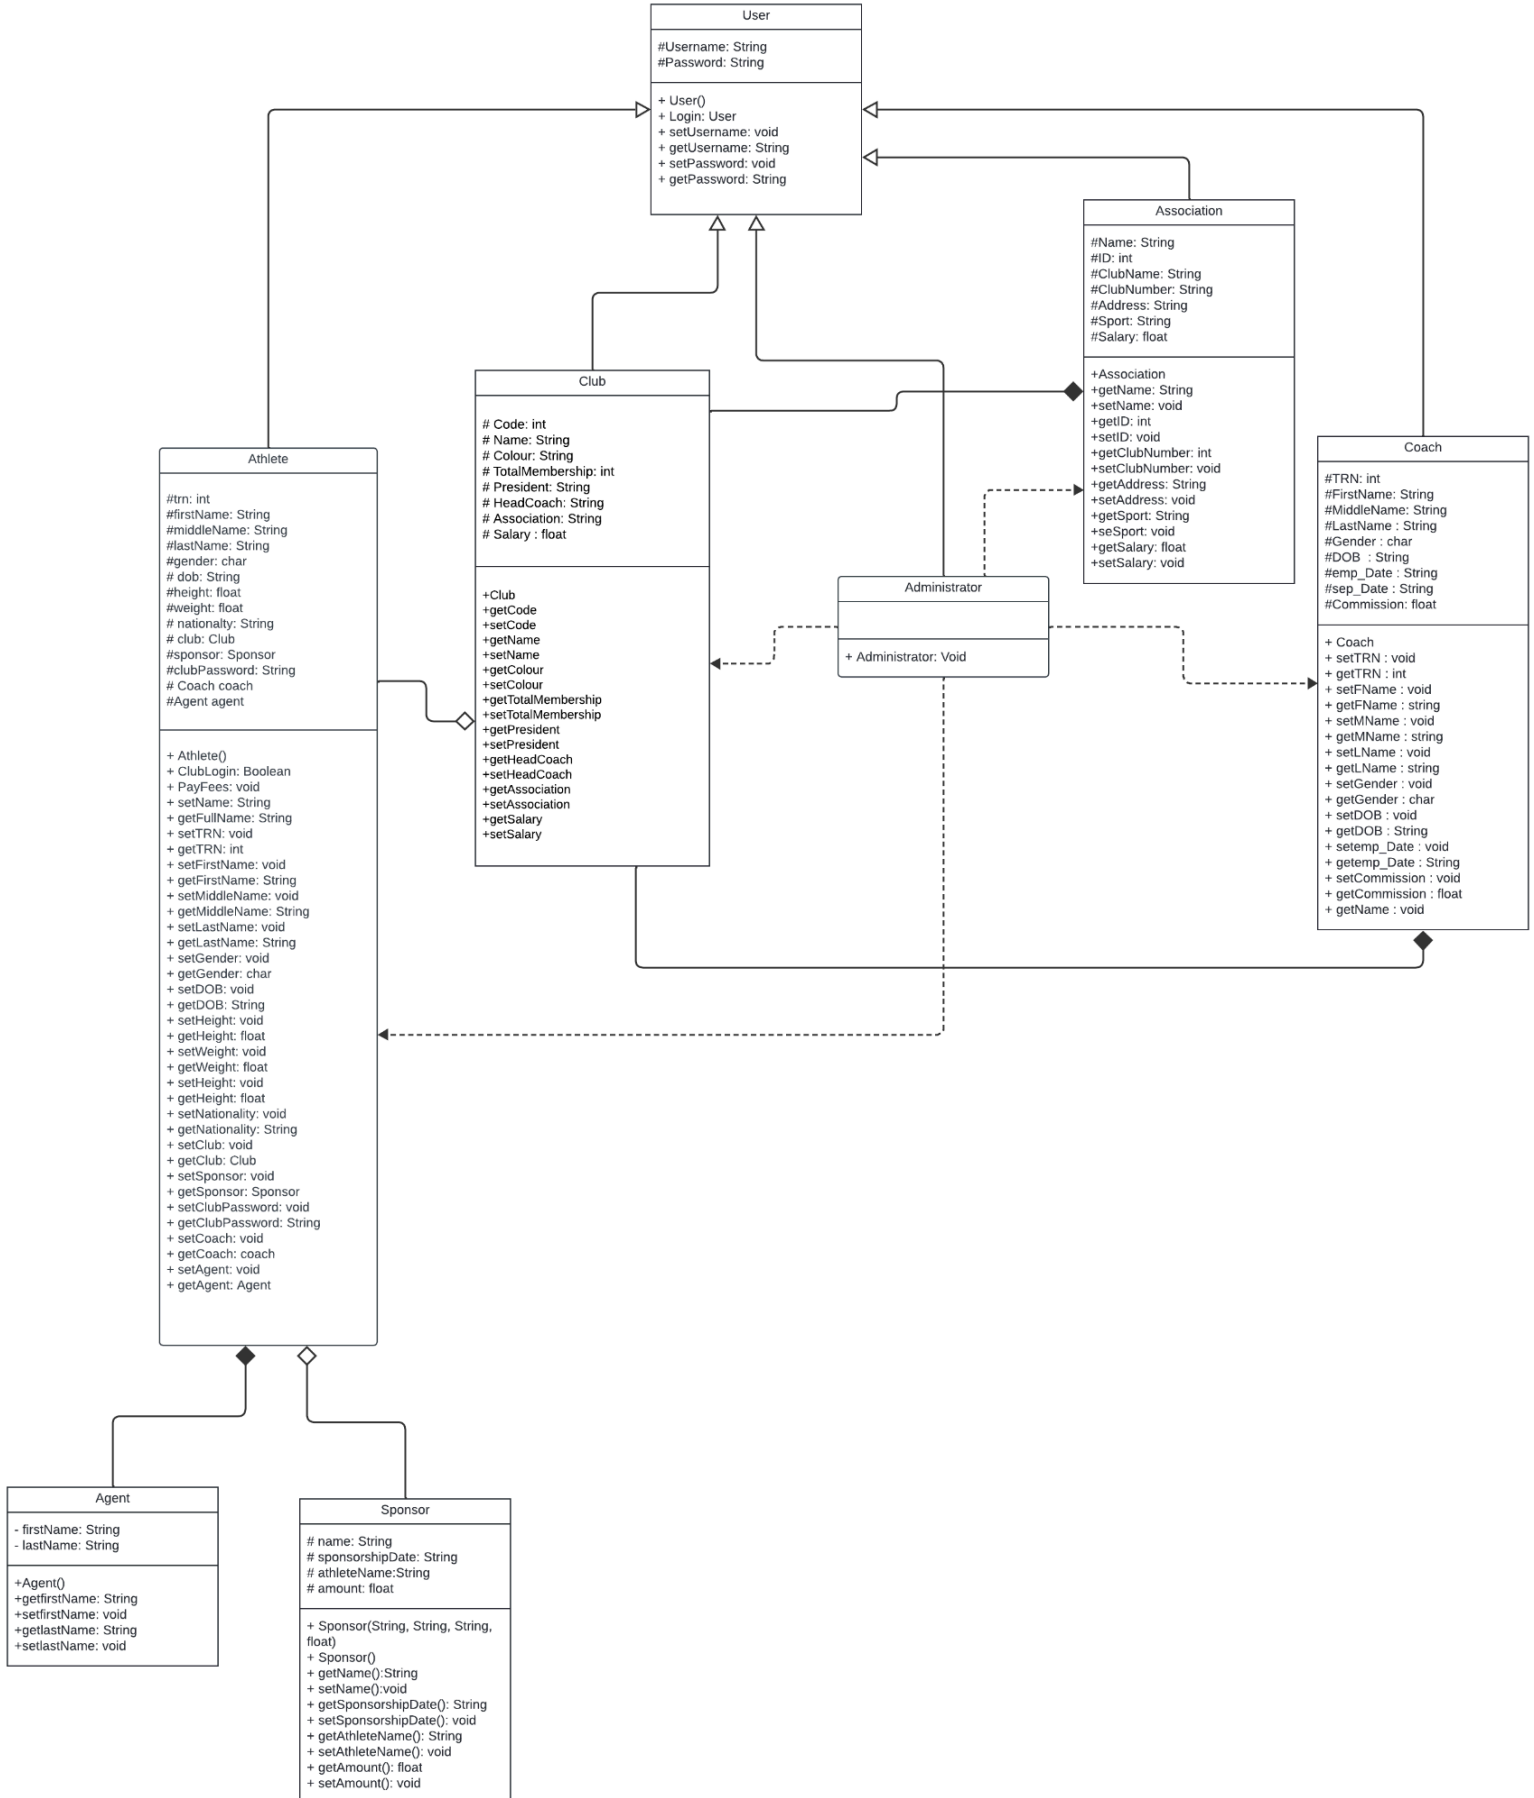 User
#Username: String
#Password: String
+ User()
+ Login: User
+ setUsername: void
+ getUsername: String
+ setPassword: void
+ getPassword: String
Association
#Name: String
#ID: int
#ClubName: String
#ClubNumber: String
#Address: String
#Sport: String
#Salary: float
+Association
+getName: String
+setName: void
+getID: int
+setID: void
+getClubNumber: int
+setClubNumber: void
+getAddress: String
+setAddress: void
+getSport: String
+seSport: void
+getSalary: float
+setSalary: void
Club
# Code: int
# Name: String
# Colour: String
# TotalMembership: int
# President: String
# HeadCoach: String
# Association: String
# Salary : float
+Club
+getCode
+setCode
+getName
+setName
+getColour
+setColour
+getTotalMembership
+setTotalMembership
+getPresident
+setPresident
+getHeadCoach
+setHeadCoach
+getAssociation
+setAssociation
+getSalary
+setSalary
Coach
#TRN: int
#FirstName: String
#MiddleName: String
#LastName : String
#Gender : char
#DOB  : String
#emp_Date : String
#sep_Date : String
#Commission: float
+ Coach
+ setTRN : void
+ getTRN : int
+ setFName : void
+ getFName : string
+ setMName : void
+ getMName : string
+ setLName : void
+ getLName : string
+ setGender : void
+ getGender : char
+ setDOB : void
+ getDOB : String
+ setemp_Date : void
+ getemp_Date : String
+ setCommission : void
+ getCommission : float
+ getName : void
Athlete
#trn: int
#firstName: String
#middleName: String
#lastName: String
#gender: char
# dob: String
#height: float
#weight: float
# nationalty: String
# club: Club
#sponsor: Sponsor
#clubPassword: String
# Coach coach
#Agent agent
+ Athlete()
+ ClubLogin: Boolean
+ PayFees: void
+ setName: String
+ getFullName: String
+ setTRN: void
+ getTRN: int
+ setFirstName: void
+ getFirstName: String
+ setMiddleName: void
+ getMiddleName: String
+ setLastName: void
+ getLastName: String
+ setGender: void
+ getGender: char
+ setDOB: void
+ getDOB: String
+ setHeight: void
+ getHeight: float
+ setWeight: void
+ getWeight: float
+ setHeight: void
+ getHeight: float
+ setNationality: void
+ getNationality: String
+ setClub: void
+ getClub: Club
+ setSponsor: void
+ getSponsor: Sponsor
+ setClubPassword: void
+ getClubPassword: String
+ setCoach: void
+ getCoach: coach
+ setAgent: void
+ getAgent: Agent
Administrator
+ Administrator: Void
Agent
- firstName: String
- lastName: String
+Agent()
+getfirstName: String
+setfirstName: void
+getlastName: String
+setlastName: void
Sponsor
# name: String
# sponsorshipDate: String
# athleteName:String
# amount: float
+ Sponsor(String, String, String,
float)
+ Sponsor()
+ getName():String
+ setName():void
+ getSponsorshipDate(): String
+ setSponsorshipDate(): void
+ getAthleteName(): String
+ setAthleteName(): void
+ getAmount(): float
+ setAmount(): void